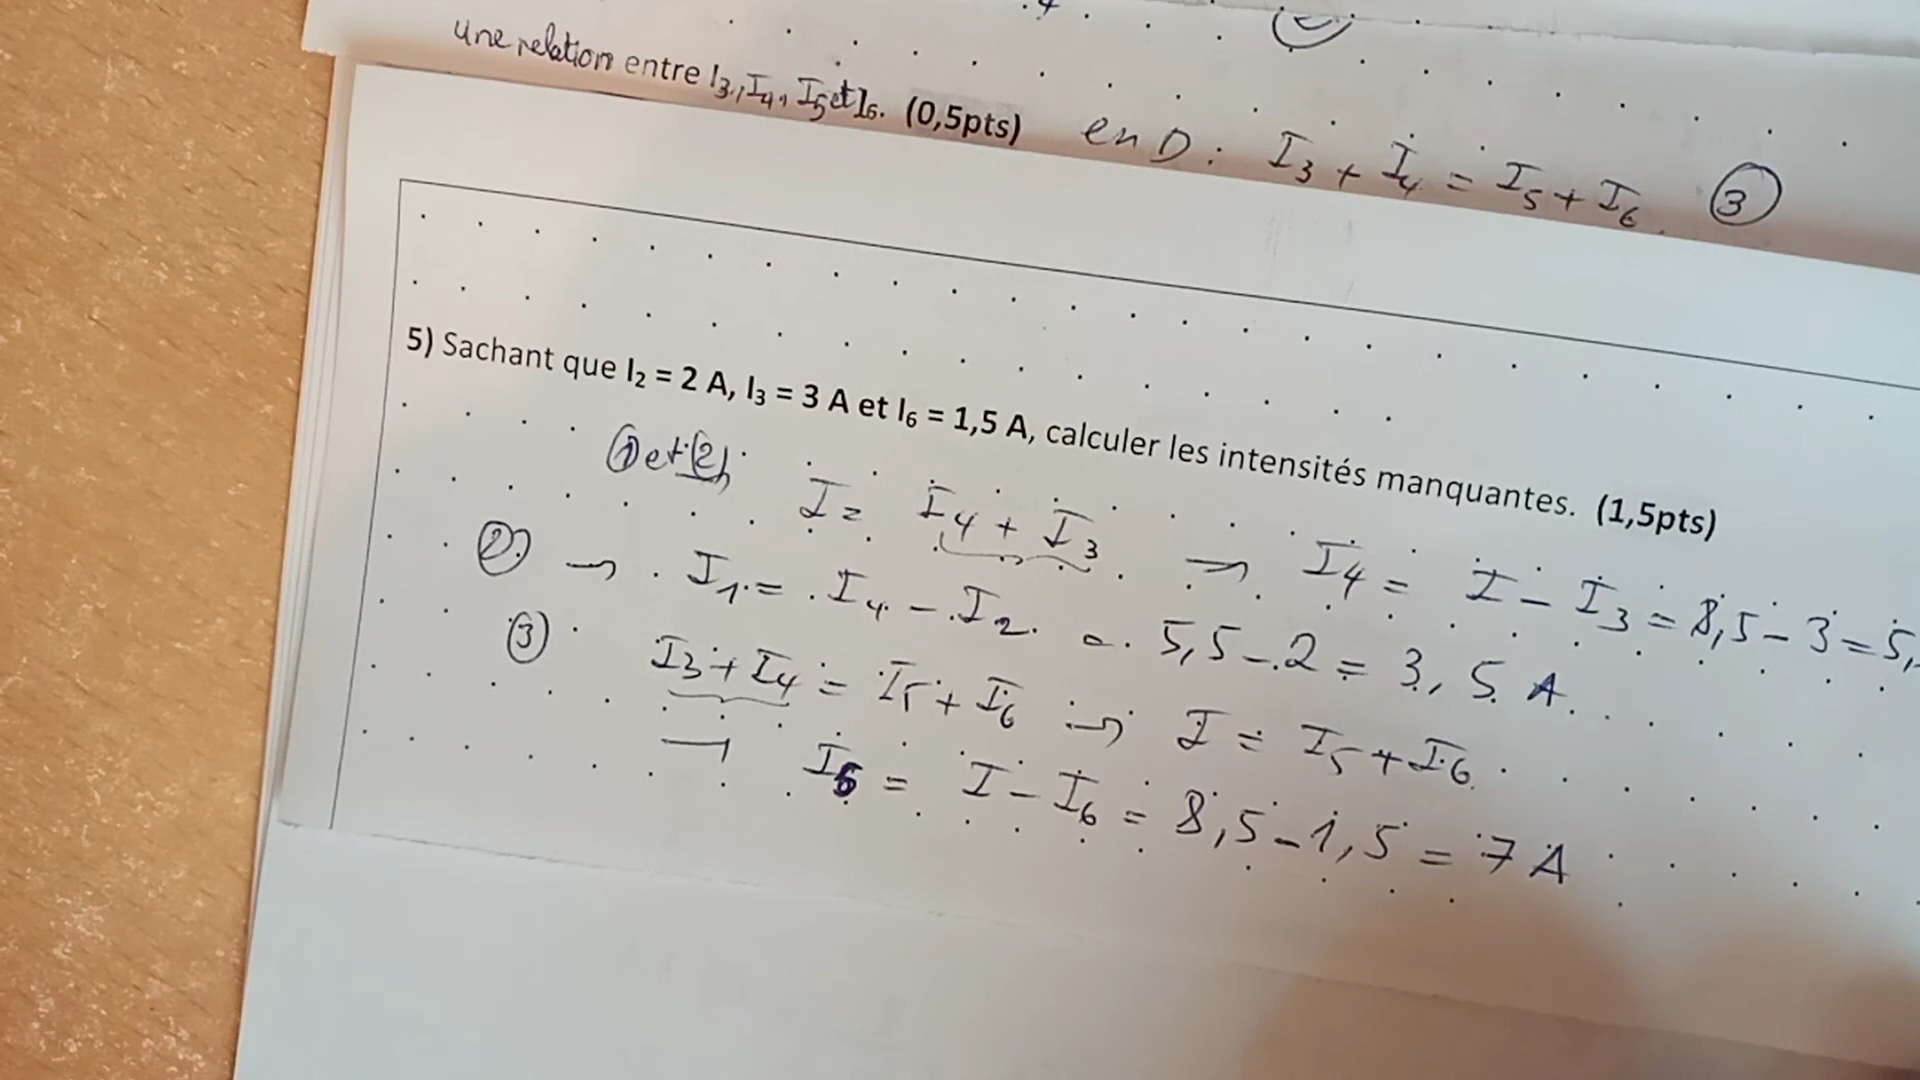 une relation entre I3, I4, I5 et I6. (0,5pts) en D : I3 + I4 = I5 + I6 ③
5) Sachant que I₂ = 2 A, I₃ = 3 A et I₆ = 1,5 A, calculer les intensités manquantes. (1,5pts)
① et ② I = I4 + I3 → I4 = I - I3 = 8,5 - 3 = 5,
② → I1 = I4 - I2 = 5,5 - 2 = 3,5 A
③ I3 + I4 = I5 + I6 → I = I5 + I6
→ I5 = I - I6 = 8,5 - 1,5 = 7 A